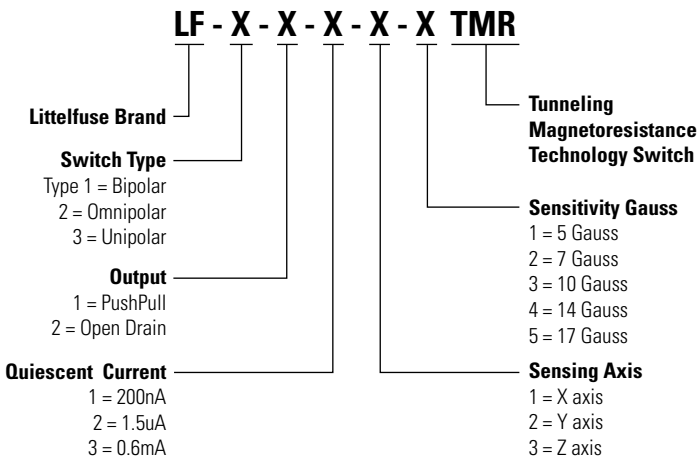 LF - X - X - X - X - X TMR
Littelfuse Brand
Switch Type
Type 1 = Bipolar
2 = Omnipolar
3 = Unipolar
Output
1 = PushPull
2 = Open Drain
Quiescent Current
1 = 200nA
2 = 1.5uA
3 = 0.6mA
Tunneling
Magnetoresistance
Technology Switch
Sensitivity Gauss
1 = 5 Gauss
2 = 7 Gauss
3 = 10 Gauss
4 = 14 Gauss
5 = 17 Gauss
Sensing Axis
1 = X axis
2 = Y axis
3 = Z axis